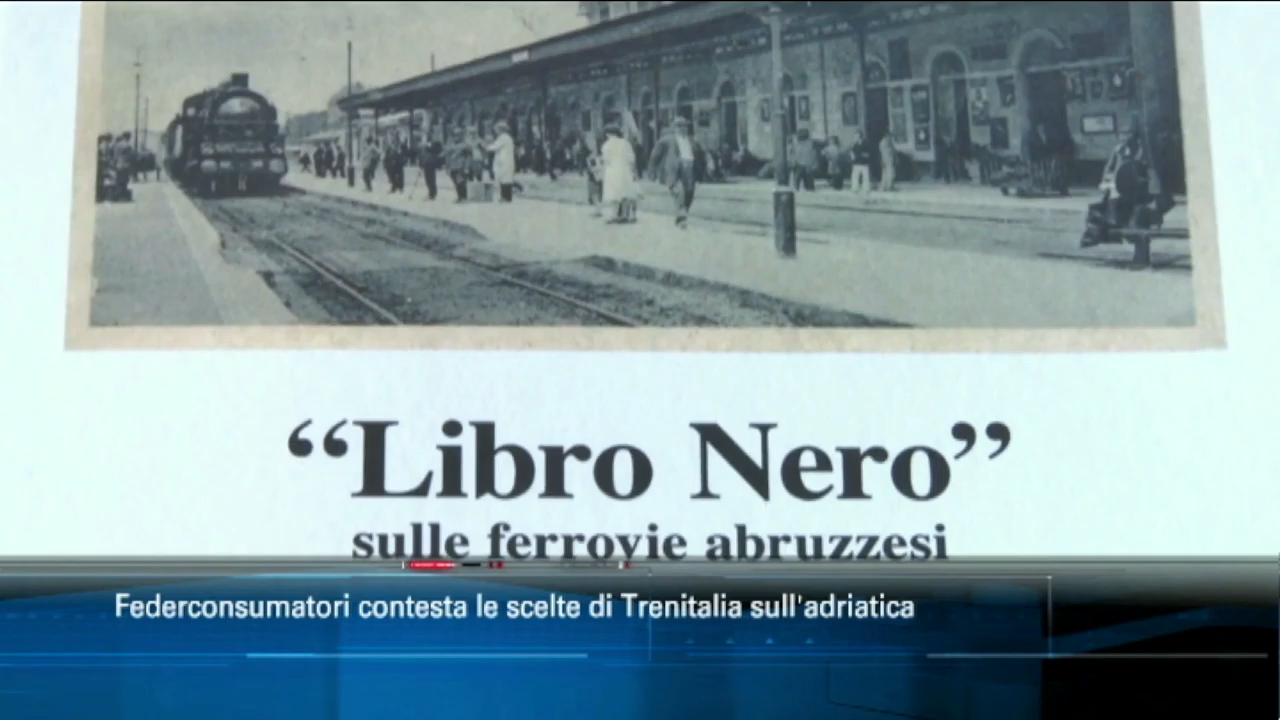 “Libro Nero”
sulle ferrovie abruzzesi
Federconsumatori contesta le scelte di Trenitalia sull'adriatica